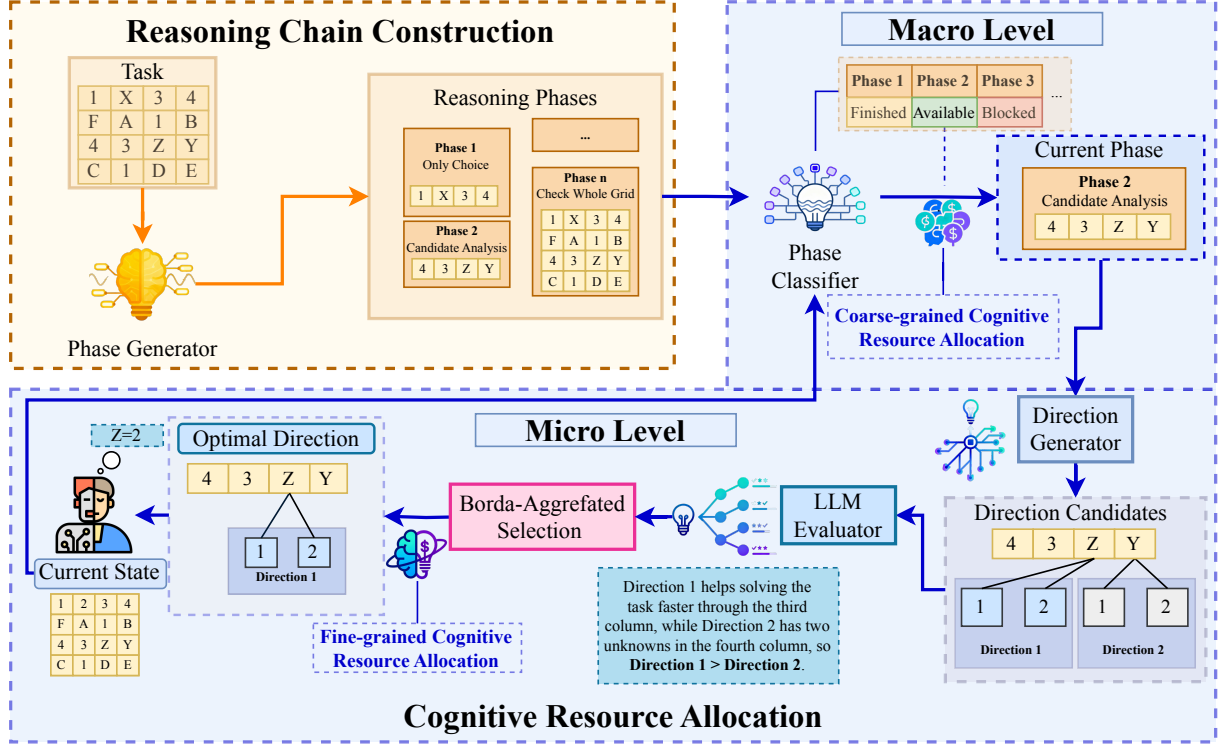 Reasoning Chain Construction
Task
1 X 3 4
F A 1 B
4 3 Z Y
C 1 D E
Phase Generator
Reasoning Phases
Phase 1
Only Choice
1 X 3 4
Phase 2
Candidate Analysis
4 3 Z Y
...
Phase n
Check Whole Grid
1 X 3 4
F A 1 B
4 3 Z Y
C 1 D E
Macro Level
Phase 1 Phase 2 Phase 3
Finished Available Blocked
...
Phase
Classifier
Coarse-grained Cognitive
Resource Allocation
Current Phase
Phase 2
Candidate Analysis
4 3 Z Y
Micro Level
Direction
Generator
Direction Candidates
4 3 Z Y
1 2 1 2
Direction 1 Direction 2
LLM
Evaluator
Direction 1 helps solving the
task faster through the third
column, while Direction 2 has two
unknowns in the fourth column, so
Direction 1 > Direction 2.
Borda-Aggrefated
Selection
Fine-grained Cognitive
Resource Allocation
Optimal Direction
4 3 Z Y
1 2
Direction 1
Z=2
Current State
1 2 3 4
F A 1 B
4 3 Z Y
C 1 D E
Cognitive Resource Allocation